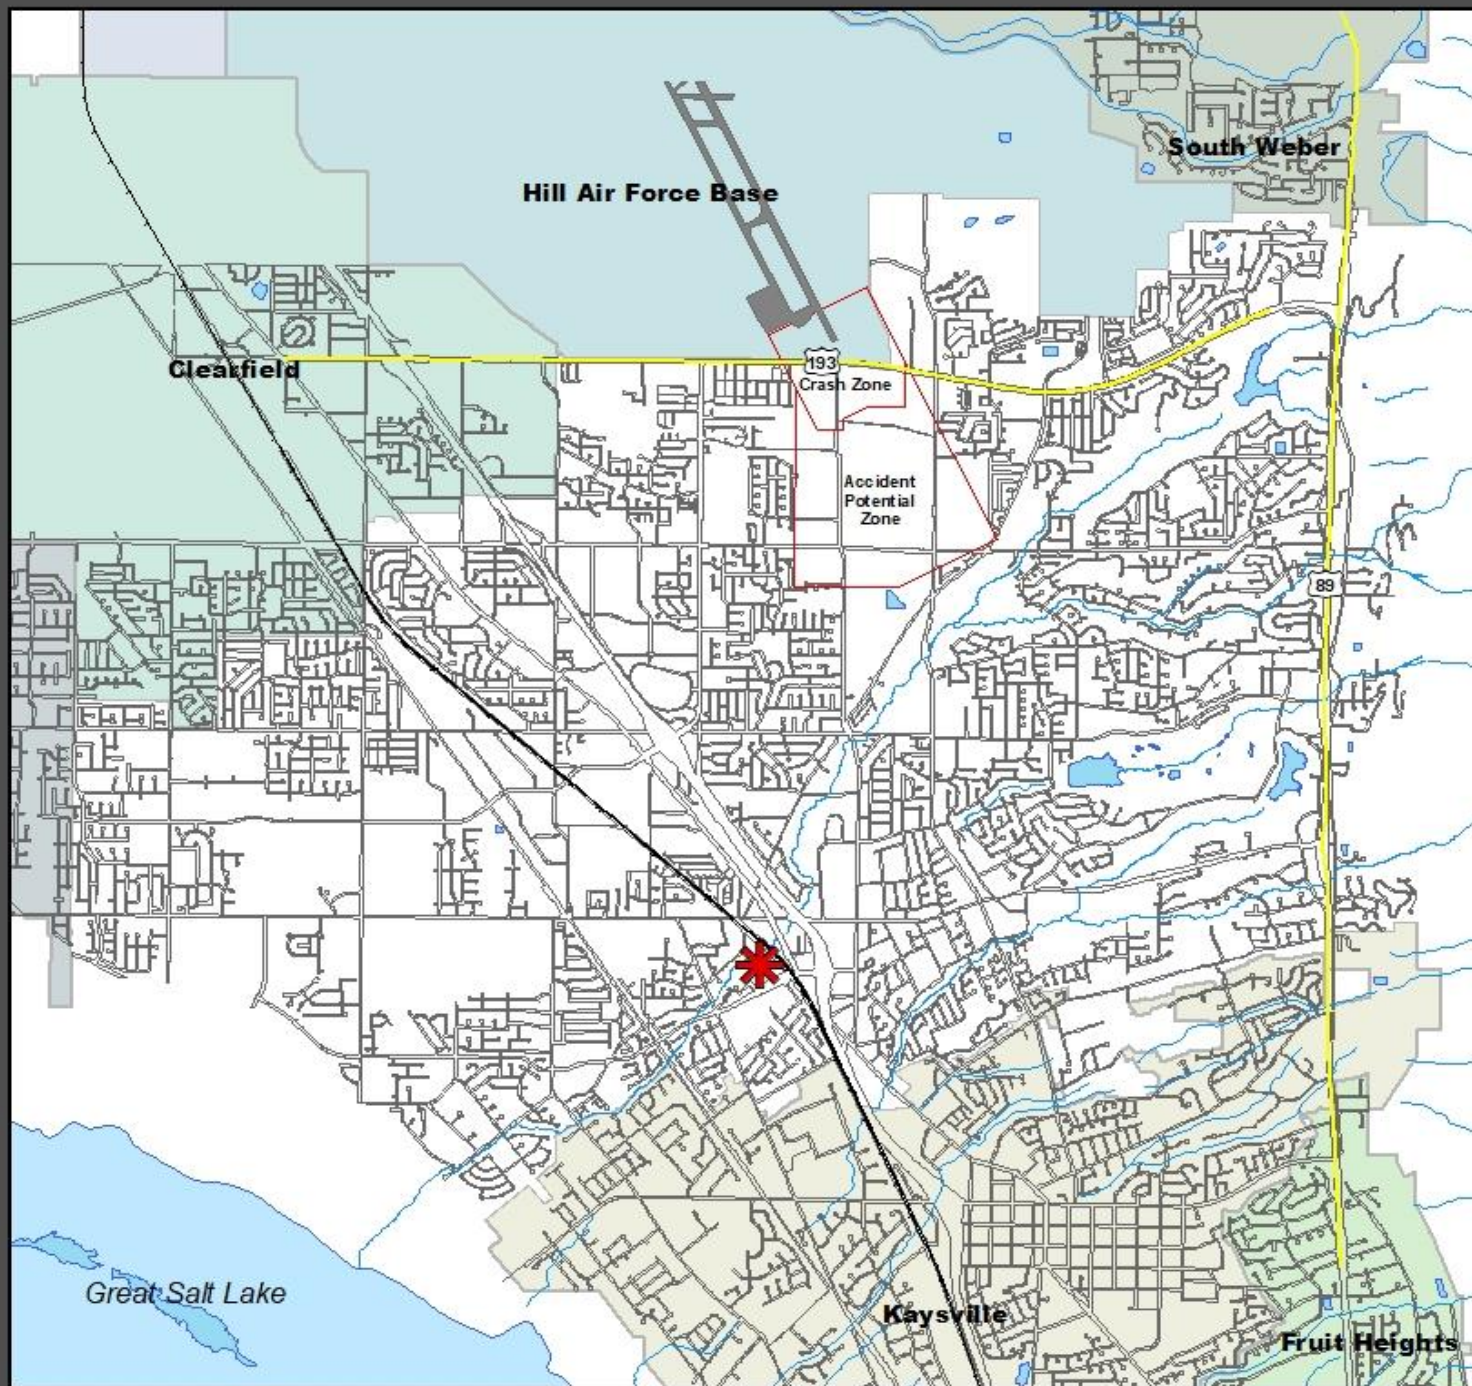 South Weber
Hill Air Force Base
193
Clearfield
Crash Zone
Accident
Potential
Zone
89
Great Salt Lake
Kaysville
Fruit Heights